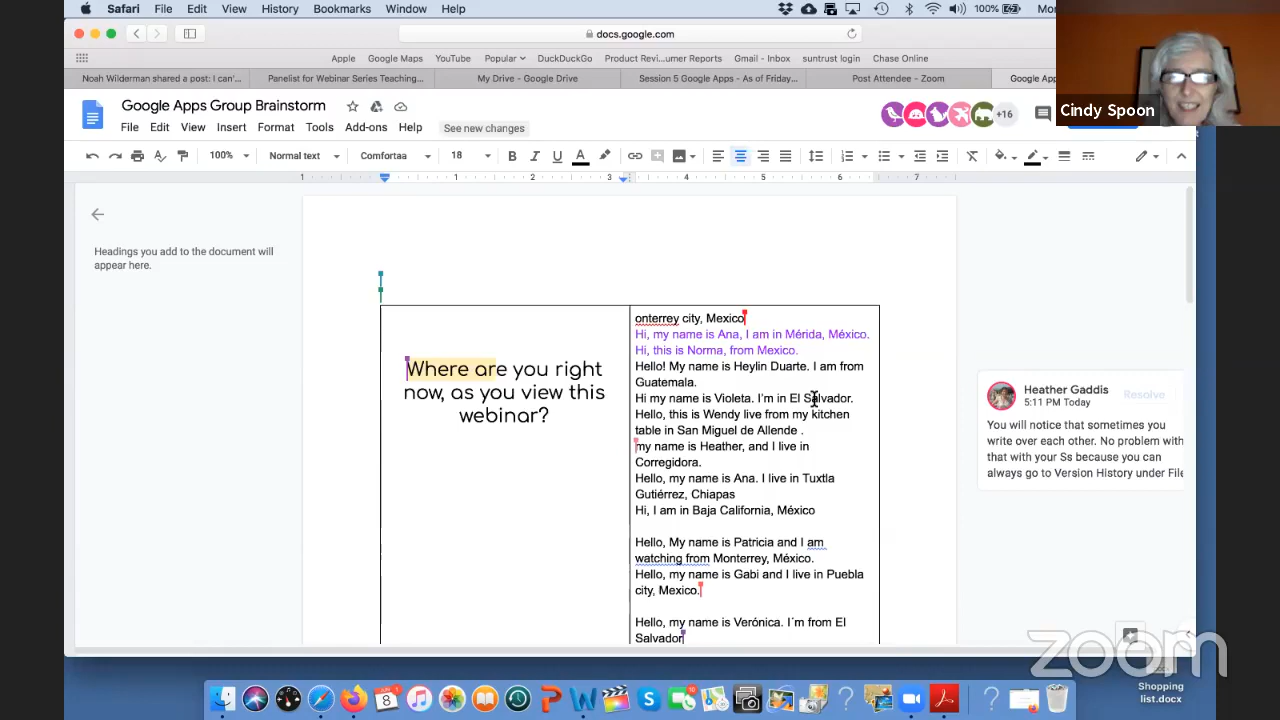 Safari File Edit View History Bookmarks Window Help 100% Mo
docs.google.com
Apple Google Maps YouTube Popular Product Revi...umer Reports Gmail - Inbox suntrust login Chase Online DuckDuckGo
Noah Wilderman shared a post: I can'... Panelist for Webinar Series Teaching... My Drive - Google Drive Session 5 Google Apps - As of Friday... Post Attendee - Zoom Google Ap
Cindy Spoon
Google Apps Group Brainstorm
+16
File Edit View Insert Format Tools Add-ons Help See new changes
100% Normal text Comfortaa 18
1 1 2 3 4 5 6 7
Headings you add to the document will
appear here.
Where are you right
now, as you view this
webinar?
onterrey city, Mexico
Hi, my name is Ana, I am in Mérida, México.
Hi, this is Norma, from Mexico.
Hello! My name is Heylin Duarte. I am from
Guatemala.
Hi my name is Violeta. I'm in El Salvador.
Hello, this is Wendy live from my kitchen
table in San Miguel de Allende .
my name is Heather, and I live in
Corregidora.
Hello, my name is Ana. I live in Tuxtla
Gutiérrez, Chiapas
Hi, I am in Baja California, México
Hello, My name is Patricia and I am
watching from Monterrey, México.
Hello, my name is Gabi and I live in Puebla
city, Mexico.
Hello, my name is Verónica. I´m from El
Salvador
Heather Gaddis
5:11 PM Today
Resolve
You will notice that sometimes you
write over each other. No problem with
that with your Ss because you can
always go to Version History under File
zoom
Shopping
list.docx